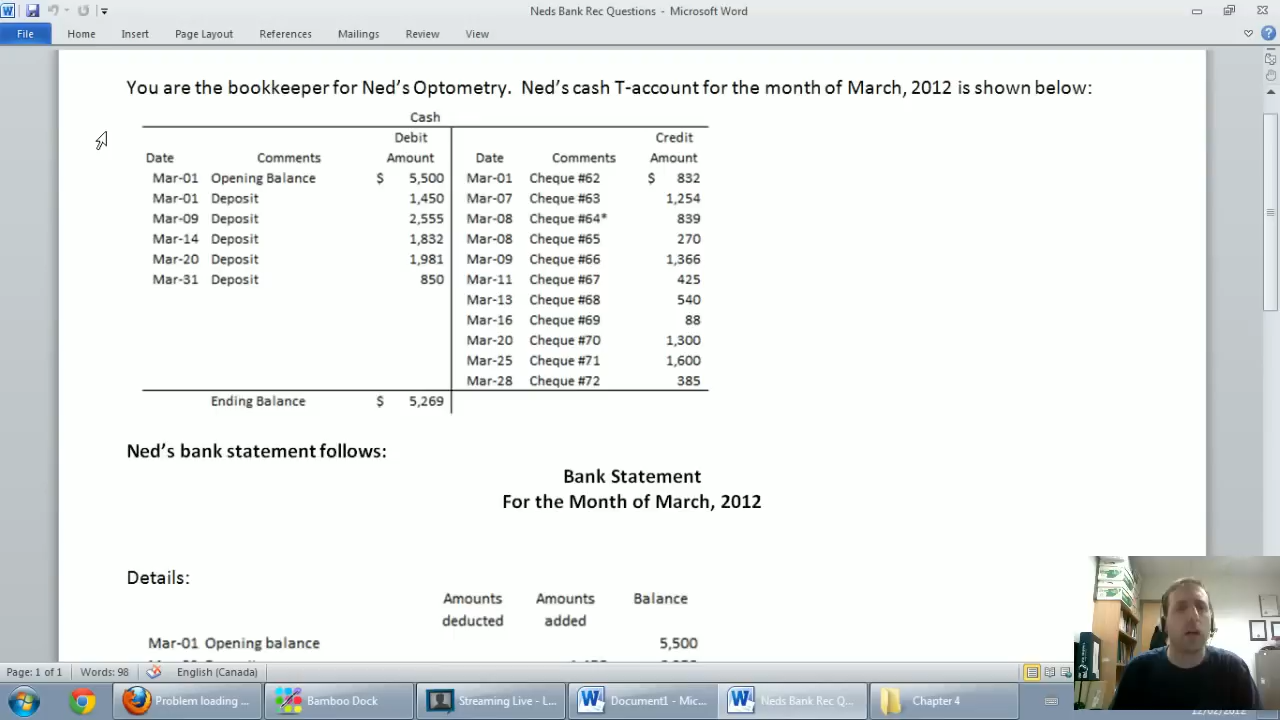 Neds Bank Rec Questions - Microsoft Word
File Home Insert Page Layout References Mailings Review View
You are the bookkeeper for Ned's Optometry. Ned's cash T-account for the month of March, 2012 is shown below:
Cash
Debit Credit
Date Comments Amount Date Comments Amount
Mar-01 Opening Balance $ 5,500 Mar-01 Cheque #62 $ 832
Mar-01 Deposit 1,450 Mar-07 Cheque #63 1,254
Mar-09 Deposit 2,555 Mar-08 Cheque #64* 839
Mar-14 Deposit 1,832 Mar-08 Cheque #65 270
Mar-20 Deposit 1,981 Mar-09 Cheque #66 1,366
Mar-31 Deposit 850 Mar-11 Cheque #67 425
Mar-13 Cheque #68 540
Mar-16 Cheque #69 88
Mar-20 Cheque #70 1,300
Mar-25 Cheque #71 1,600
Mar-28 Cheque #72 385
Ending Balance $ 5,269
Ned's bank statement follows:
Bank Statement
For the Month of March, 2012
Details:
Amounts Amounts Balance
deducted added
Mar-01 Opening balance 5,500
Page: 1 of 1 Words: 98 English (Canada)
Problem loading ... Bamboo Dock Streaming Live - L... Document1 - Mic... Neds Bank Rec Q... Chapter 4